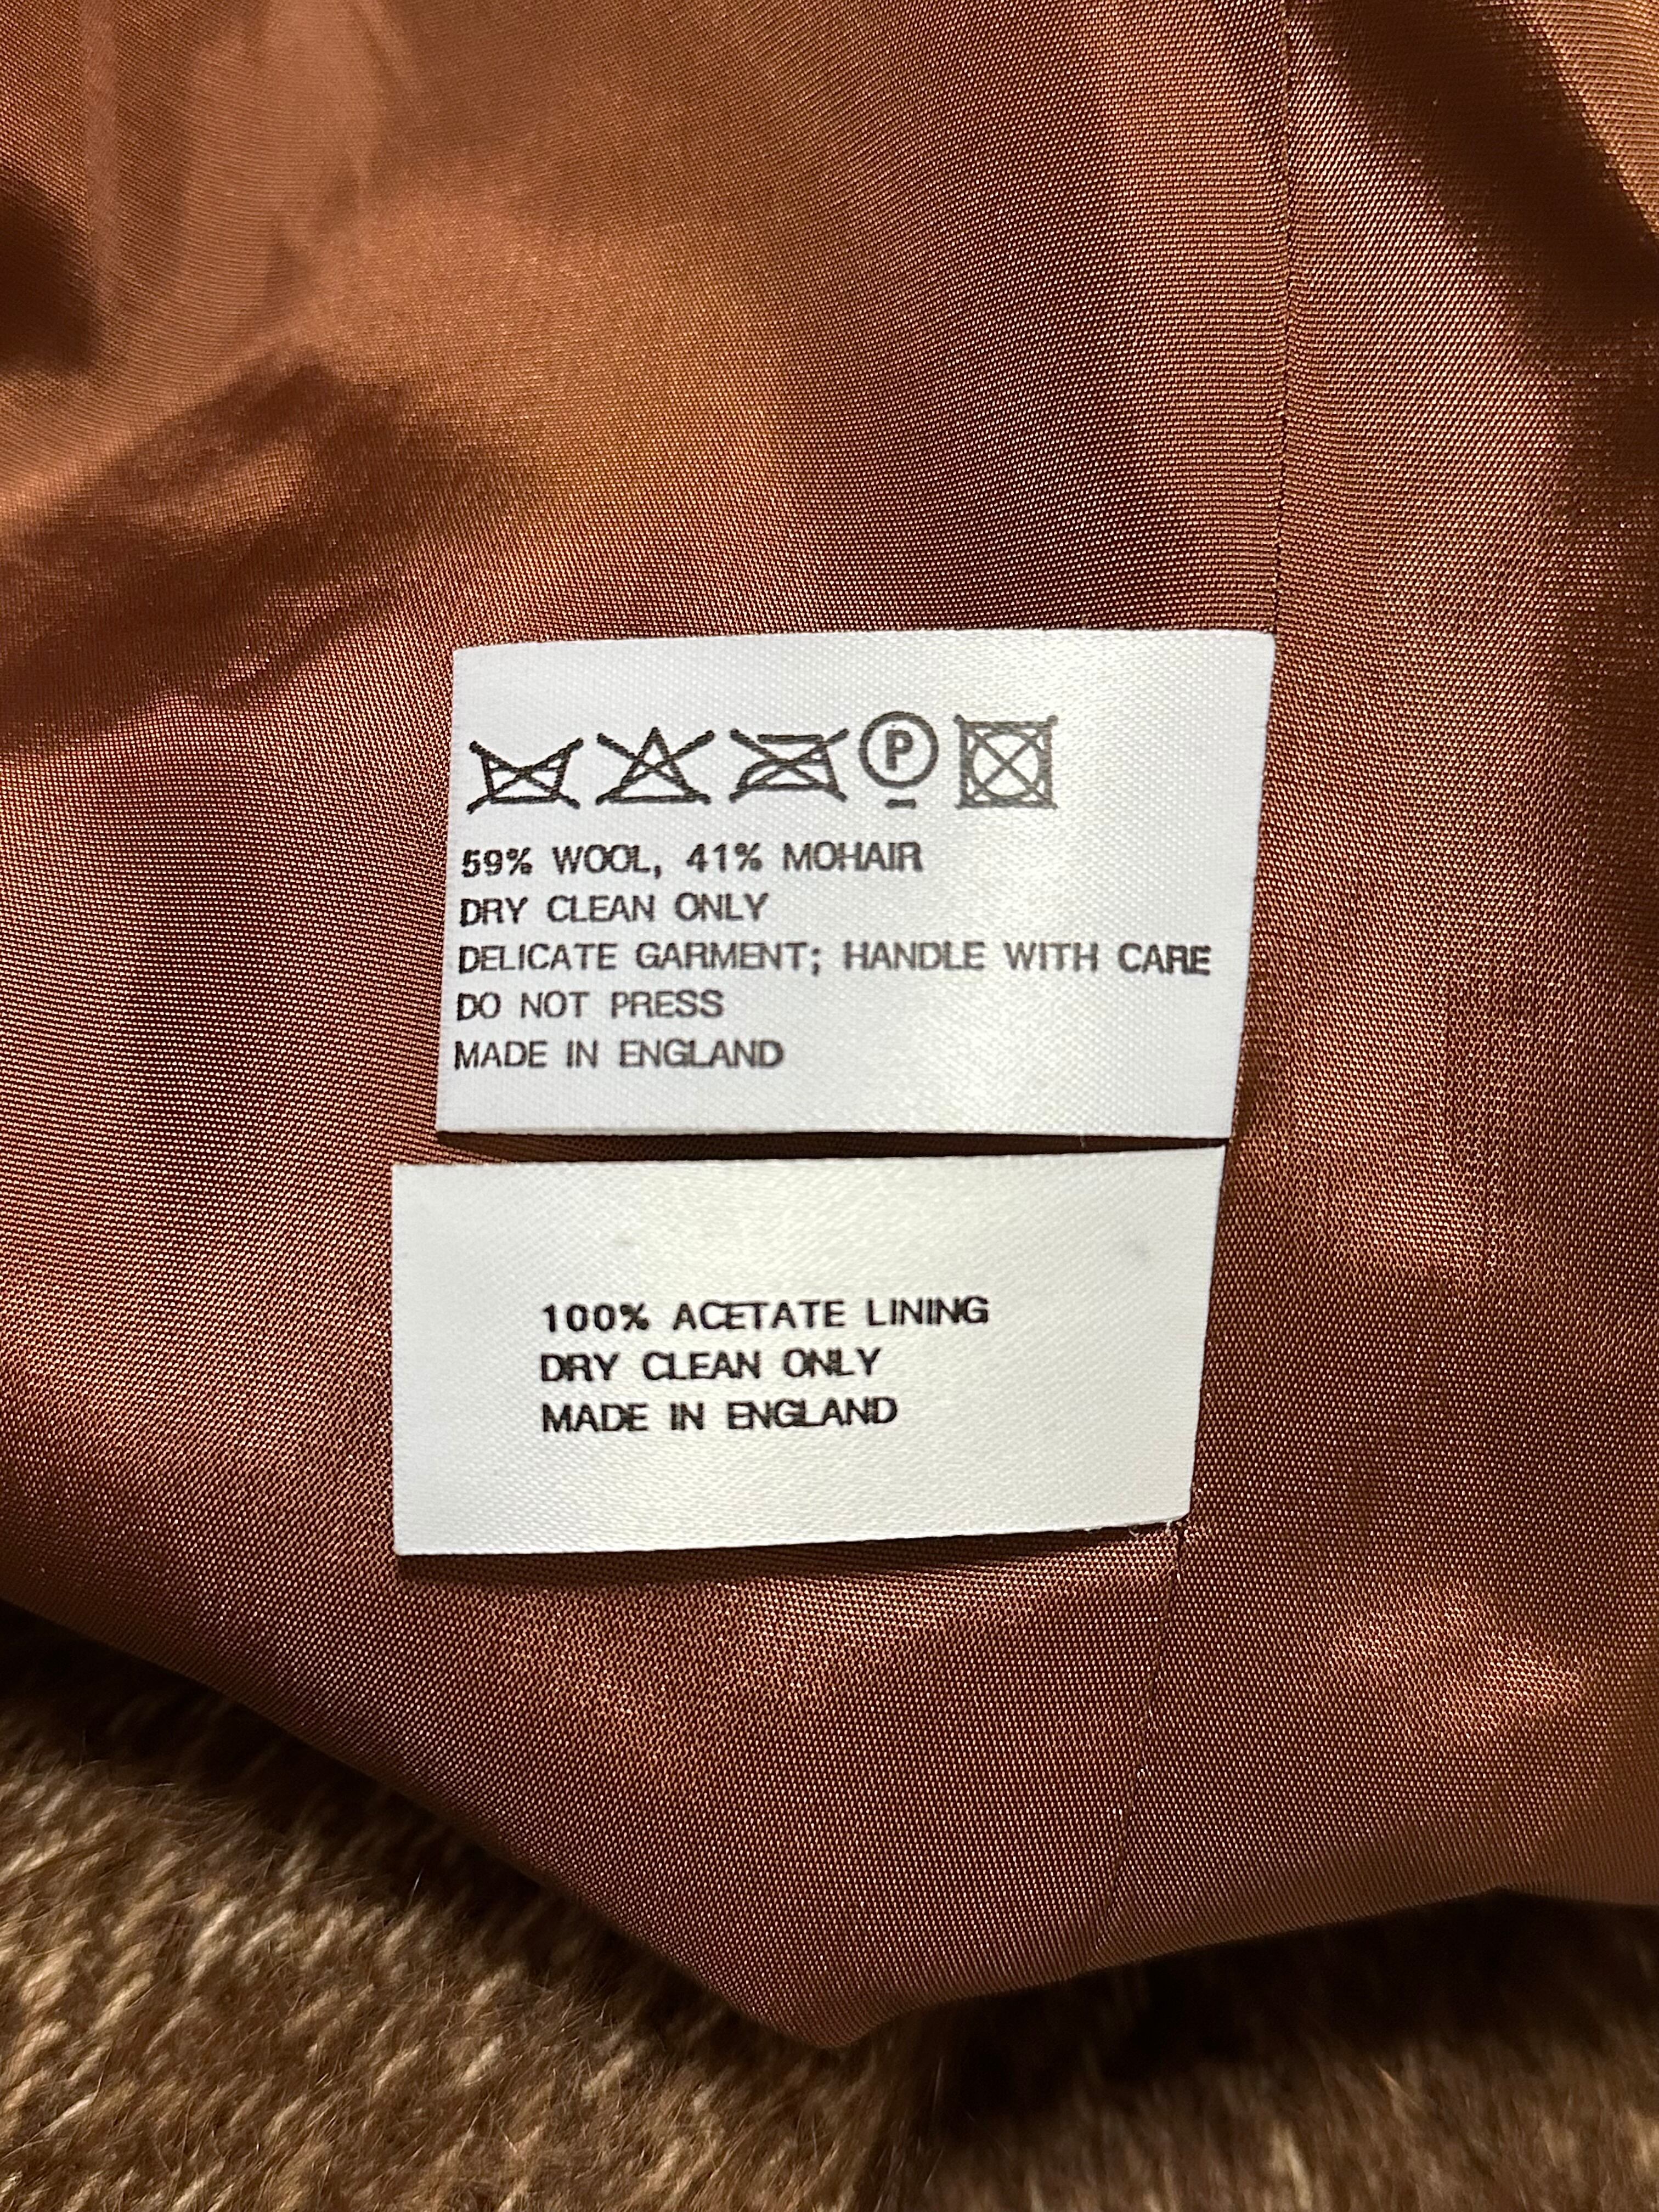 P
59% WOOL, 41% MOHAIR
DRY CLEAN ONLY
DELICATE GARMENT; HANDLE WITH CARE
DO NOT PRESS
MADE IN ENGLAND
100% ACETATE LINING
DRY CLEAN ONLY
MADE IN ENGLAND